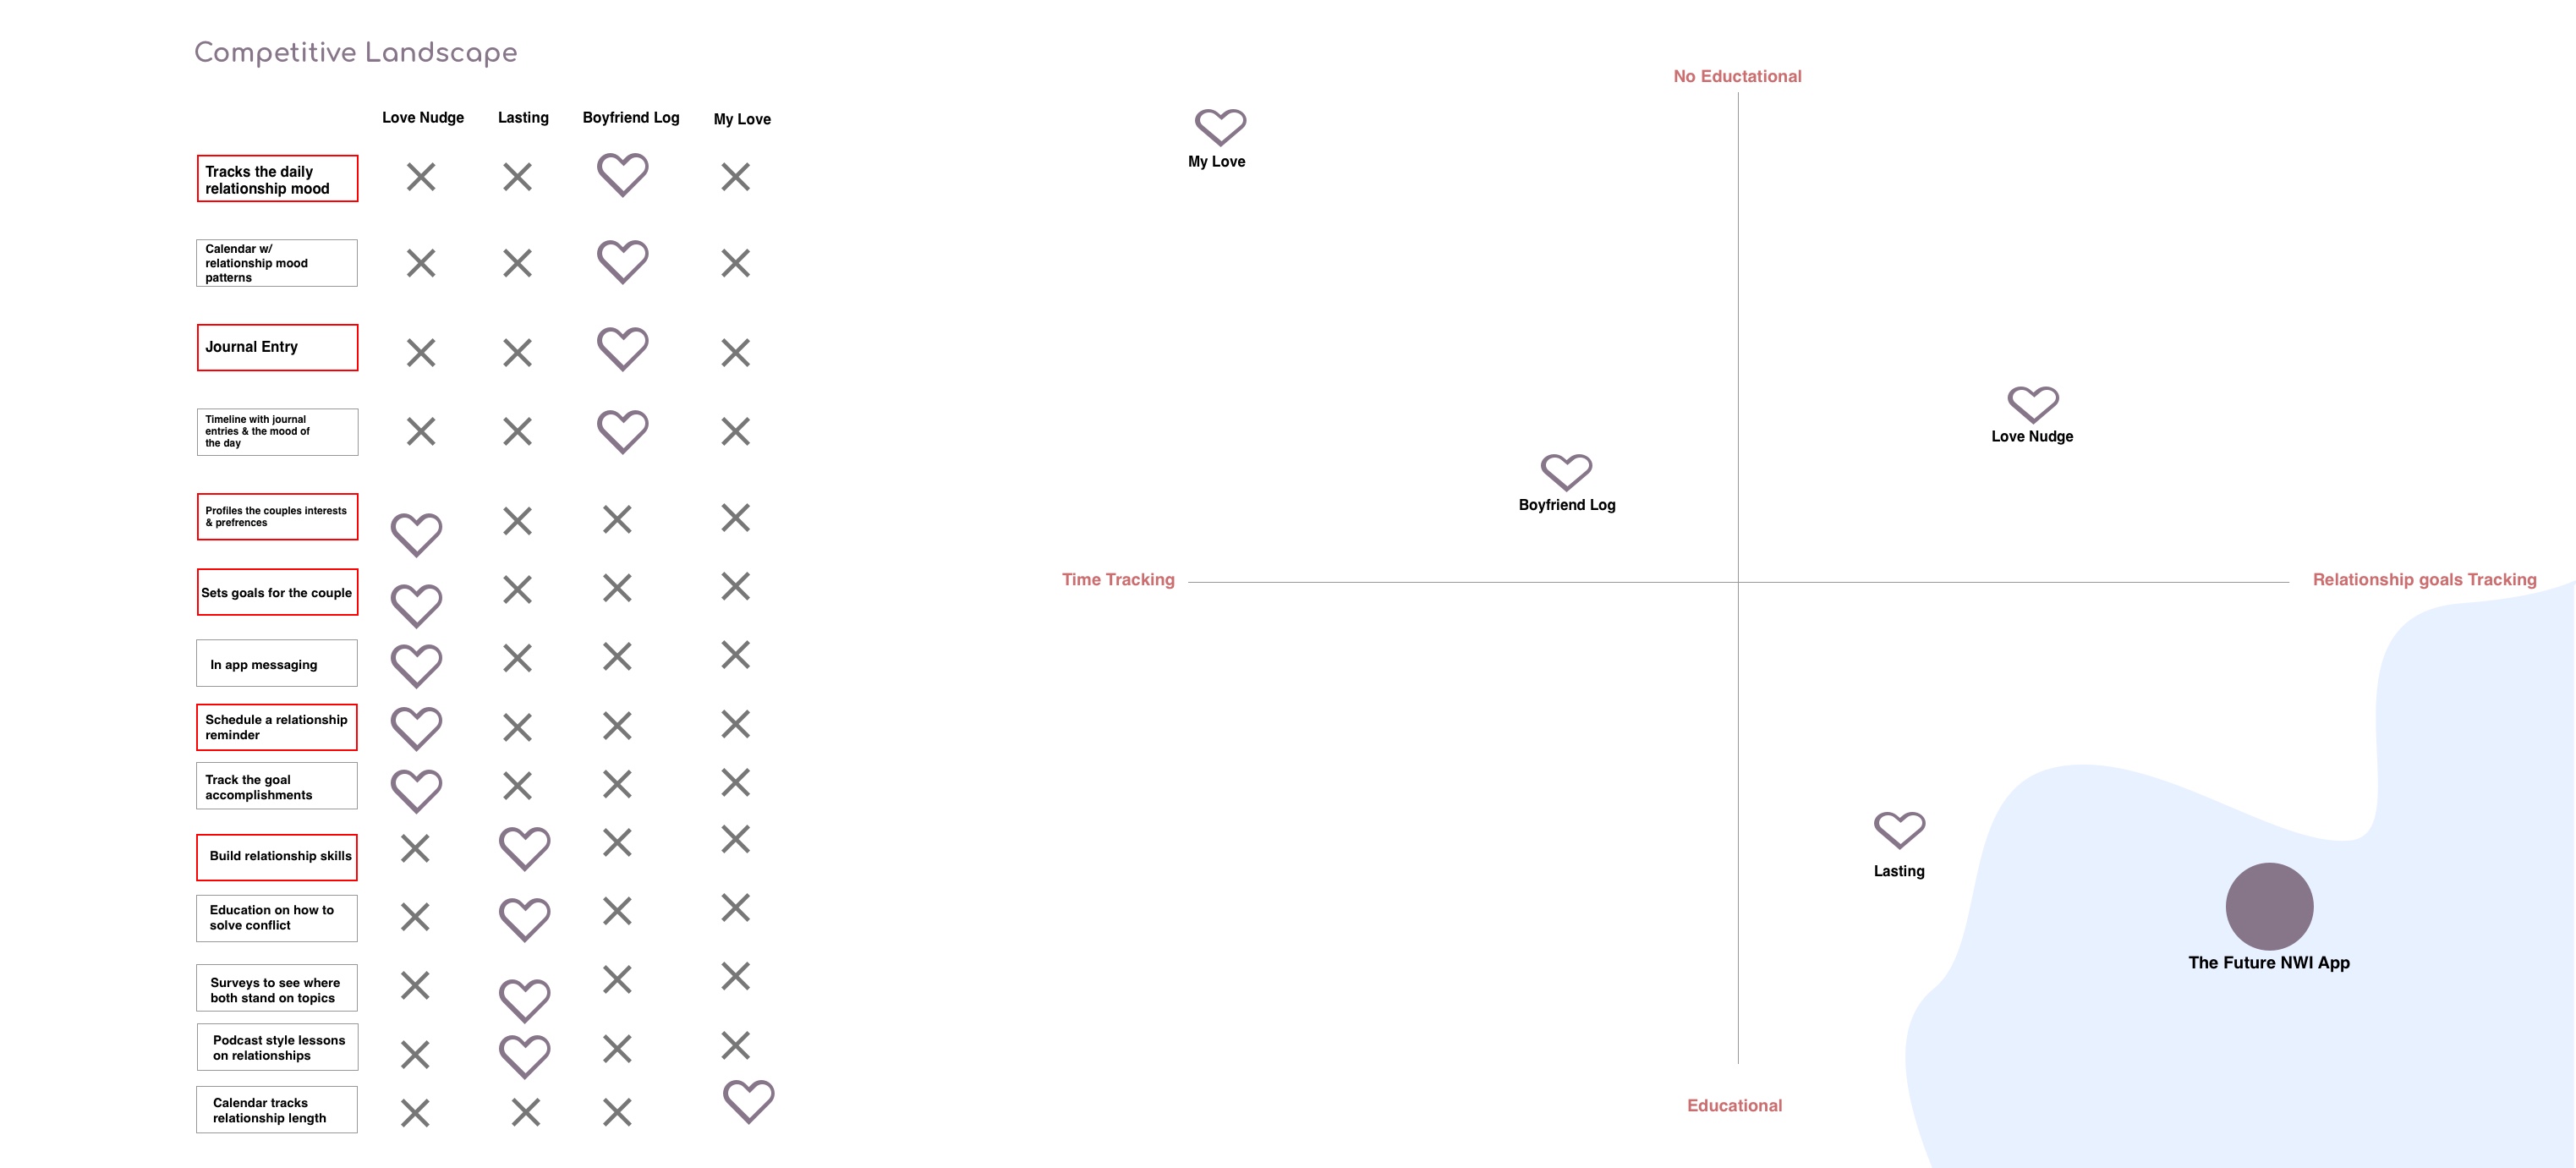 Competitive Landscape
Love Nudge
Lasting
Boyfriend Log
My Love
Tracks the daily
relationship mood
Calendar w/
relationship mood
patterns
Journal Entry
Timeline with journal
entries & the mood of
the day
Profiles the couples interests
& prefrences
Sets goals for the couple
In app messaging
Schedule a relationship
reminder
Track the goal
accomplishments
Build relationship skills
Education on how to
solve conflict
Surveys to see where
both stand on topics
Podcast style lessons
on relationships
Calendar tracks
relationship length
No Eductational
My Love
Love Nudge
Boyfriend Log
Time Tracking
Relationship goals Tracking
Lasting
The Future NWI App
Educational